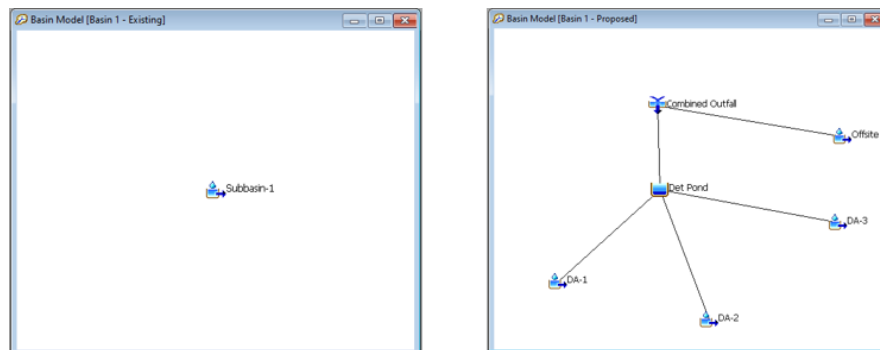 Basin Model [Basin 1 - Existing]
Subbasin-1
Basin Model [Basin 1 - Proposed]
Combined Outfall
Offsite
Det Pond
DA-3
DA-1
DA-2